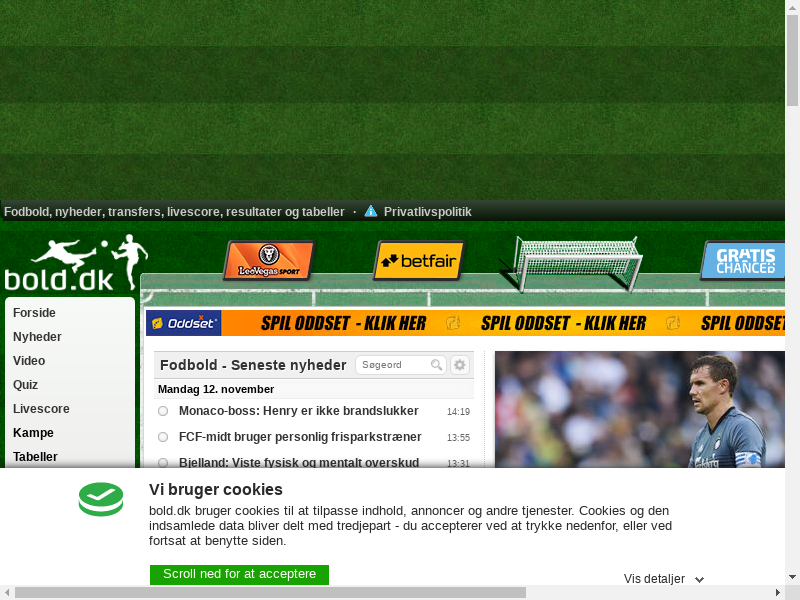 Fodbold, nyheder, transfers, livescore, resultater og tabeller · Privatlivspolitik
bold.dk
LeoVegas SPORT
betfair
GRATIS
CHANCEN
Forside
Nyheder
Video
Quiz
Livescore
Kampe
Tabeller
Oddset
SPIL ODDSET - KLIK HER
SPIL ODDSET - KLIK HER
SPIL ODDSET
Fodbold - Seneste nyheder
Søgeord
Mandag 12. november
Monaco-boss: Henry er ikke brandslukker 14:19
FCF-midt bruger personlig frisparkstræner 13:55
Bjelland: Viste fysisk og mentalt overskud 13:31
Vi bruger cookies
bold.dk bruger cookies til at tilpasse indhold, annoncer og andre tjenester. Cookies og den
indsamlede data bliver delt med tredjepart - du accepterer ved at trykke nedenfor, eller ved
fortsat at benytte siden.
Scroll ned for at acceptere
Vis detaljer